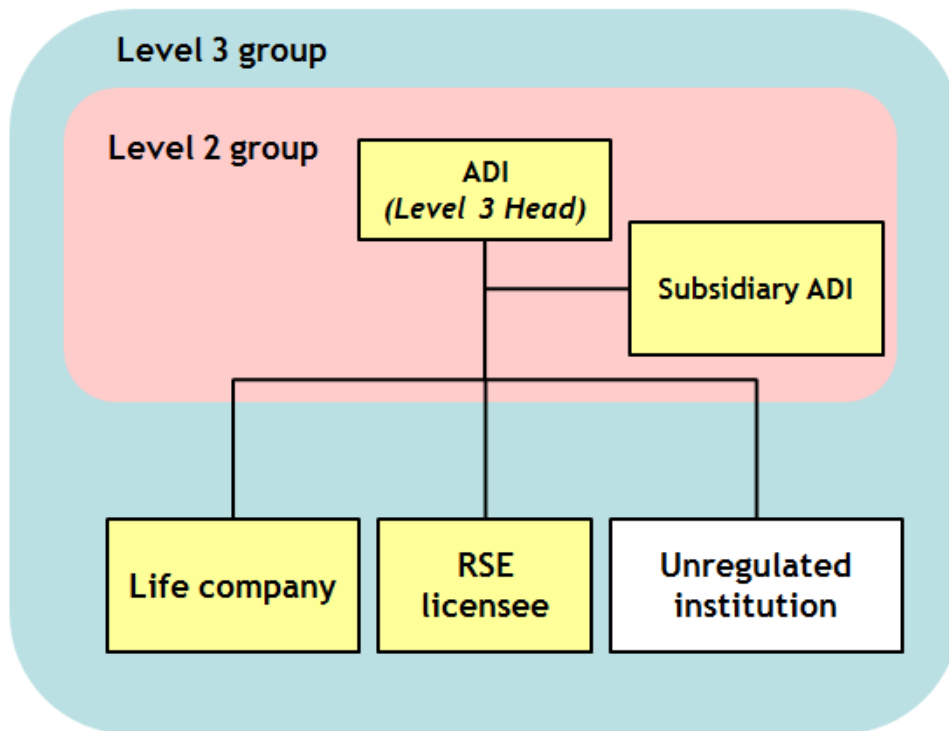 Level 3 group
Level 2 group
ADI
(Level 3 Head)
Subsidiary ADI
Life company
RSE
licensee
Unregulated
institution